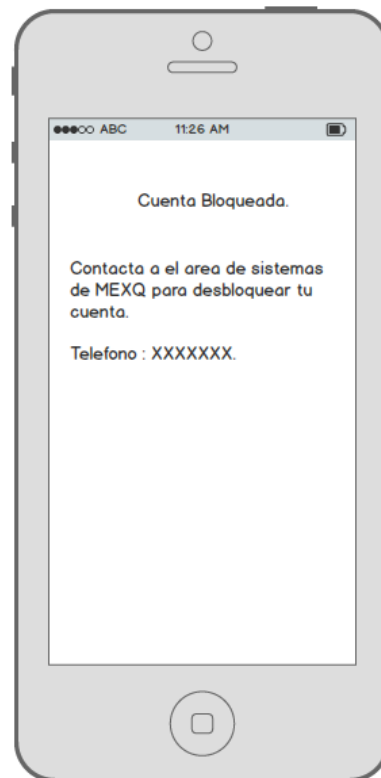 ABC 11:26 AM
Cuenta Bloqueada.
Contacta a el area de sistemas
de MEXQ para desbloquear tu
cuenta.
Telefono : XXXXXXX.